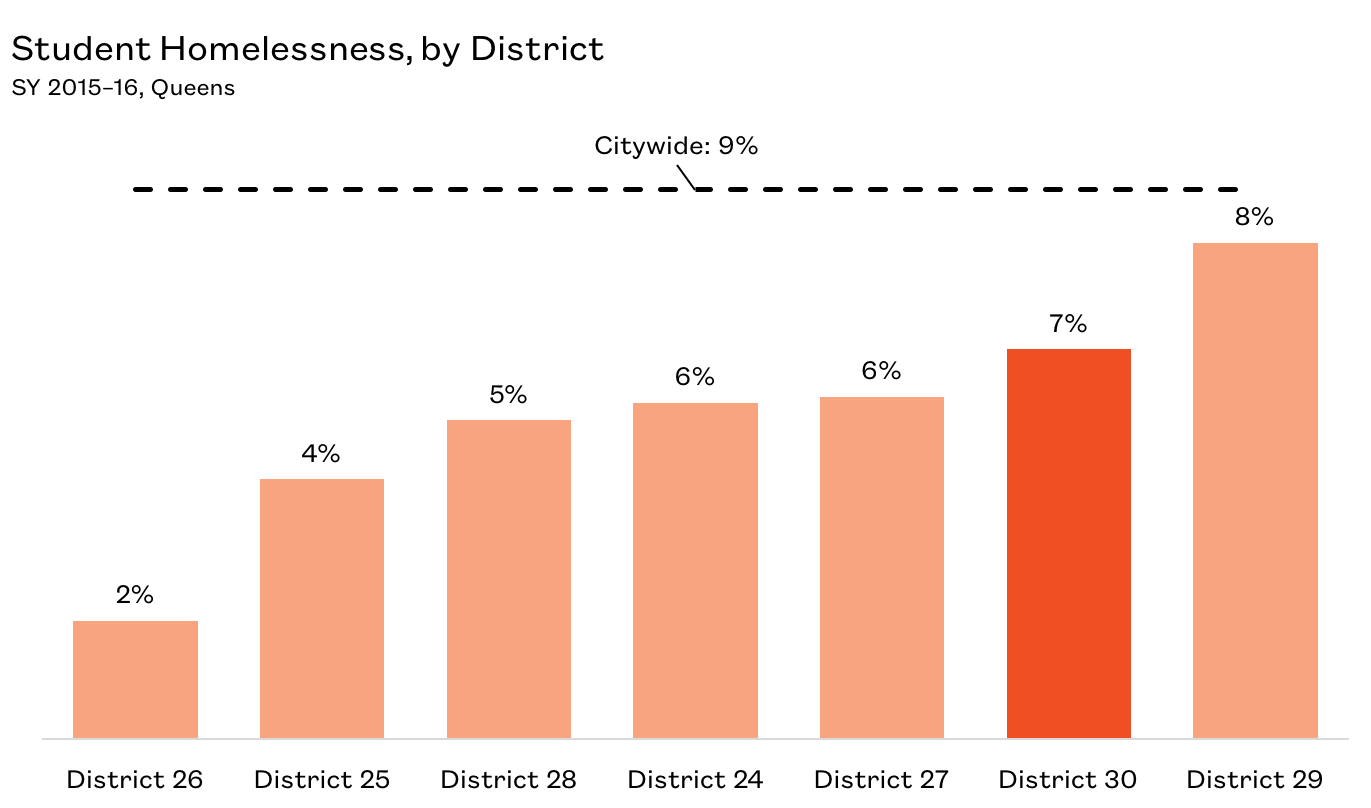 Student Homelessness, by District
SY 2015–16, Queens
Citywide: 9%
8%
7%
6%
6%
5%
4%
2%
District 26
District 25
District 28
District 24
District 27
District 30
District 29